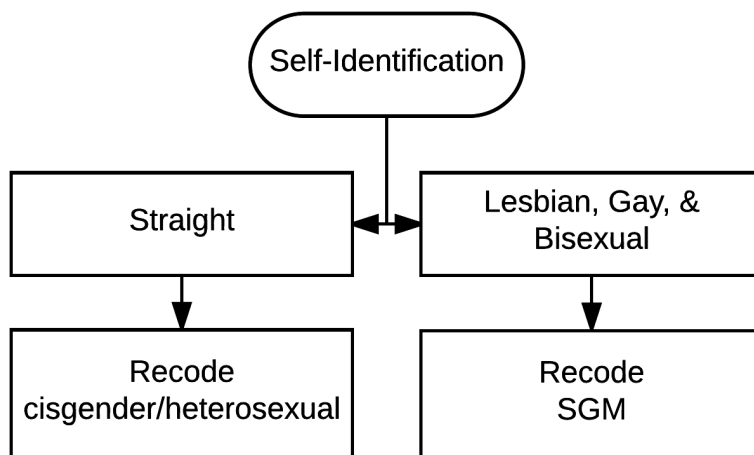 Self-Identification
Straight
Lesbian, Gay, &
Bisexual
Recode
cisgender/heterosexual
Recode
SGM